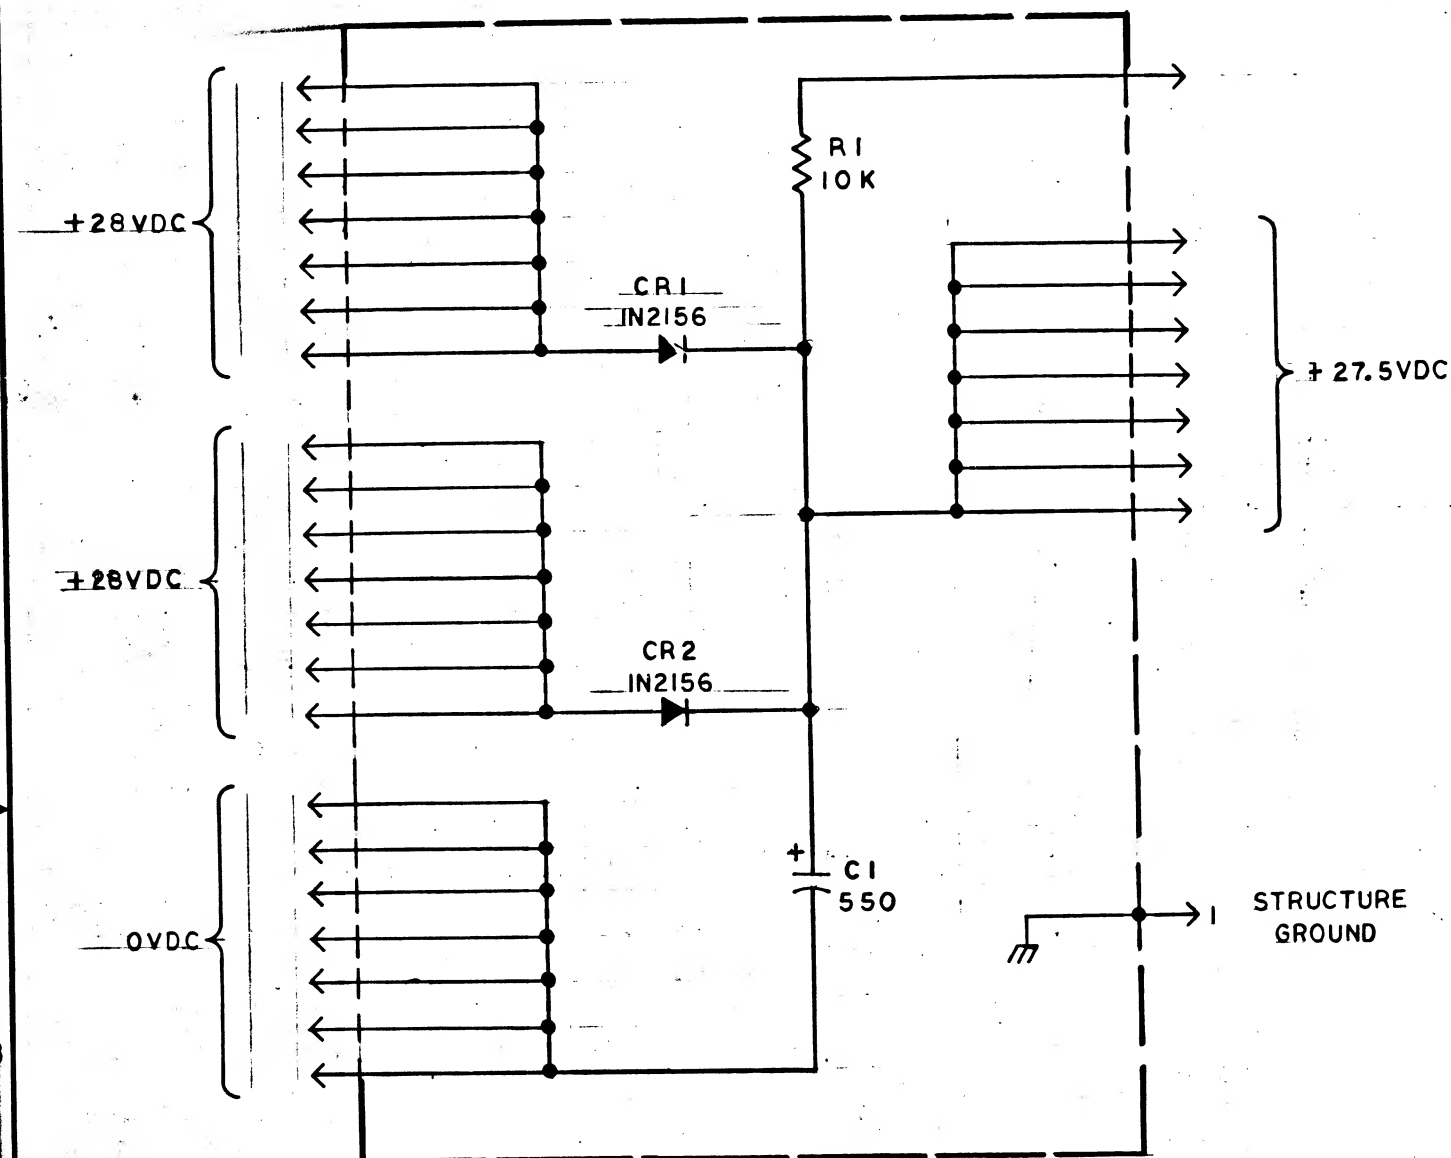 +28VDC
R1
10K
CR1
1N2156
+27.5VDC
+28VDC
CR2
1N2156
+
C1
550
0VDC
1
STRUCTURE
GROUND